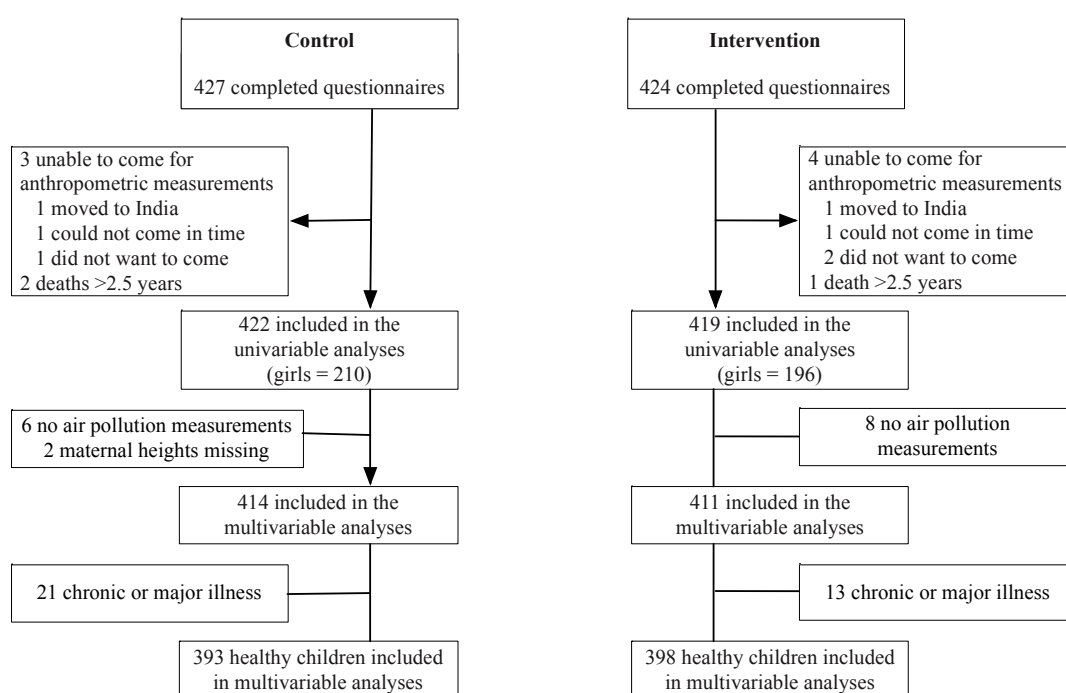 Control
427 completed questionnaires
3 unable to come for
anthropometric measurements
1 moved to India
1 could not come in time
1 did not want to come
2 deaths >2.5 years
422 included in the
univariable analyses
(girls = 210)
6 no air pollution measurements
2 maternal heights missing
414 included in the
multivariable analyses
21 chronic or major illness
393 healthy children included
in multivariable analyses
Intervention
424 completed questionnaires
4 unable to come for
anthropometric measurements
1 moved to India
1 could not come in time
2 did not want to come
1 death >2.5 years
419 included in the
univariable analyses
(girls = 196)
8 no air pollution
measurements
411 included in the
multivariable analyses
13 chronic or major illness
398 healthy children included
in multivariable analyses